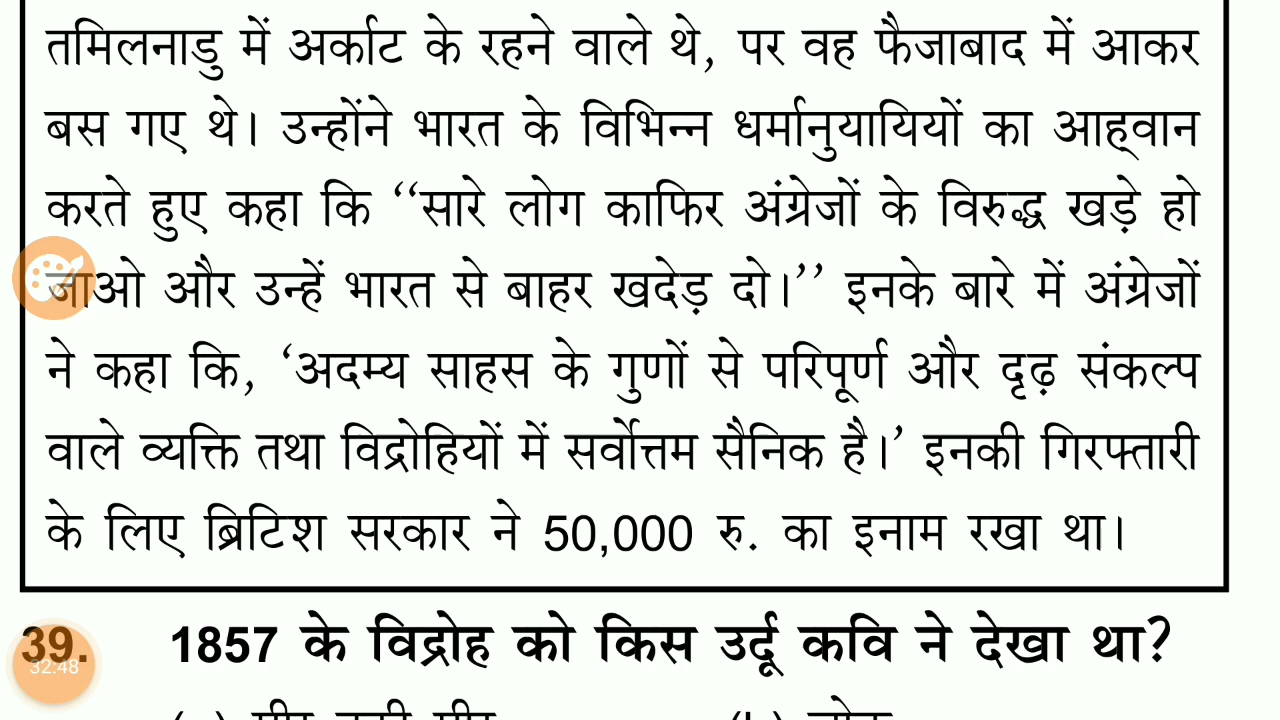 तमिलनाडु में अर्काट के रहने वाले थे, पर वह फैजाबाद में आकर
बस गए थे। उन्होंने भारत के विभिन्न धर्मानुयायियों का आह्वान
करते हुए कहा कि ‘‘सारे लोग काफिर अंग्रेजों के विरुद्ध खड़े हो
जाओ और उन्हें भारत से बाहर खदेड़ दो।’’ इनके बारे में अंग्रेजों
ने कहा कि, ‘अदम्य साहस के गुणों से परिपूर्ण और दृढ़ संकल्प
वाले व्यक्ति तथा विद्रोहियों में सर्वोत्तम सैनिक है।’ इनकी गिरफ्तारी
के लिए ब्रिटिश सरकार ने 50,000 रु. का इनाम रखा था।
39. 1857 के विद्रोह को किस उर्दू कवि ने देखा था?
32:48